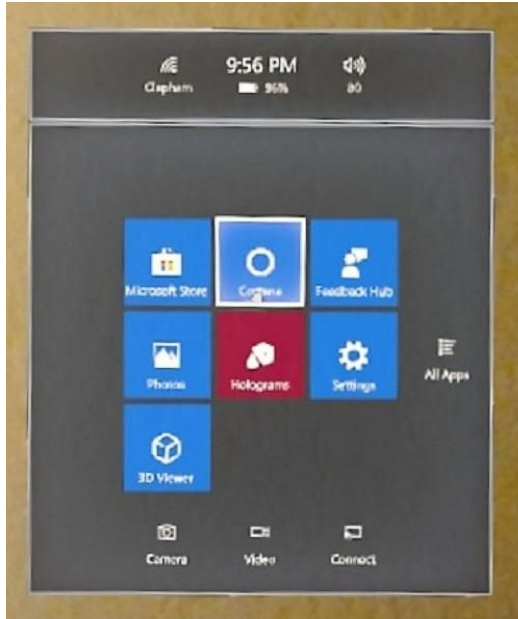 9:56 PM
Clapham 96% 80
Microsoft Store Cortana Feedback Hub
Photos Holograms Settings
All Apps
3D Viewer
Camera Video Connect